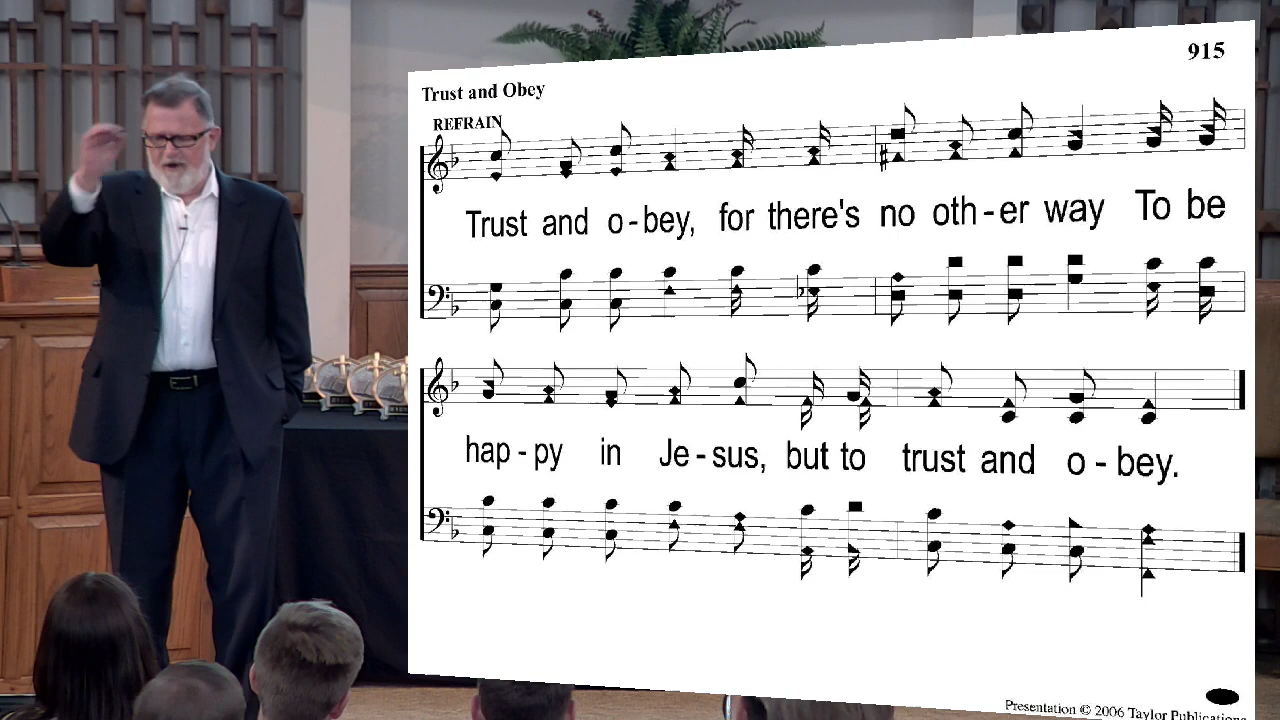 915
Trust and Obey
REFRAIN
Trust and o-bey, for there's no oth-er way To be
hap-py in Je-sus, but to trust and o-bey.
Presentation © 2006 Taylor Publications